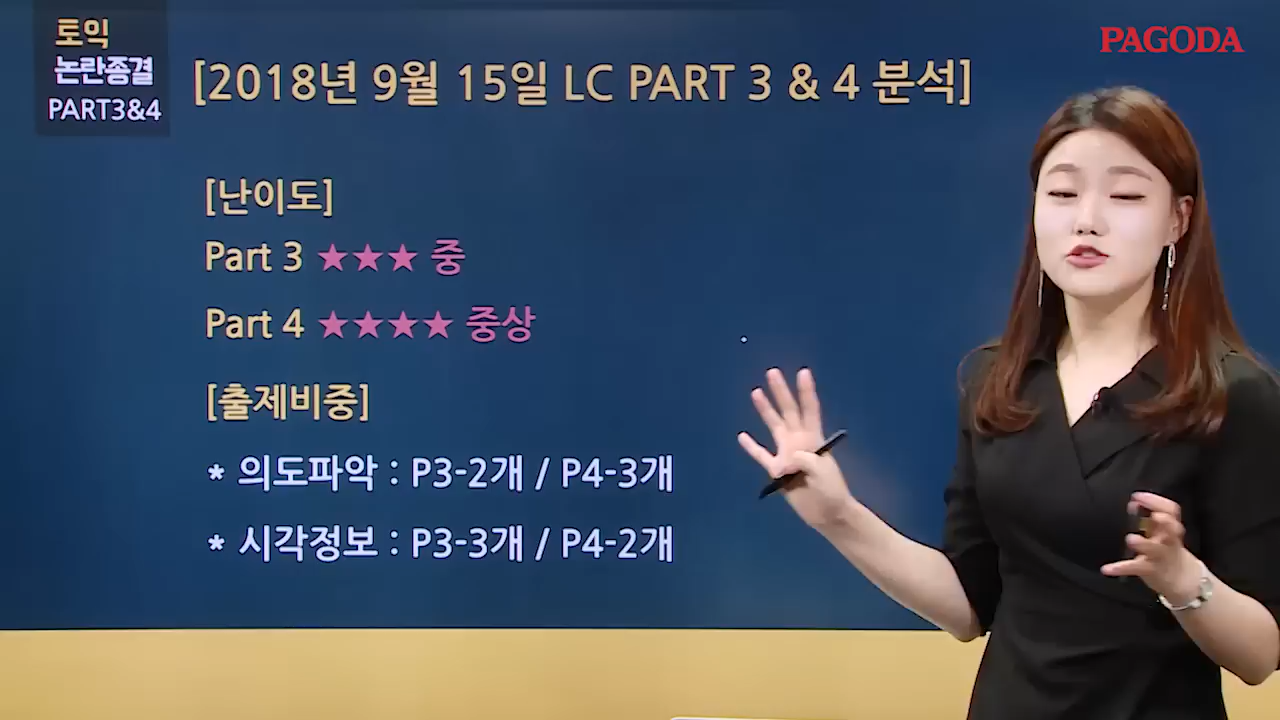 토익
논란종결
PART3&4
PAGODA
[2018년 9월 15일 LC PART 3 & 4 분석]
[난이도]
Part 3 ★★★ 중
Part 4 ★★★★ 중상
[출제비중]
* 의도파악 : P3-2개 / P4-3개
* 시각정보 : P3-3개 / P4-2개